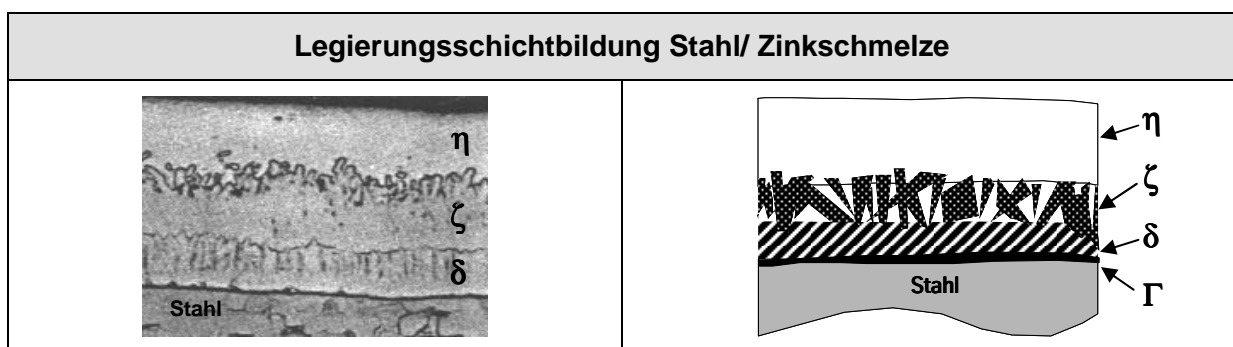 Legierungsschichtbildung Stahl/ Zinkschmelze
η
ζ
δ
Stahl
η
ζ
δ
Γ
Stahl